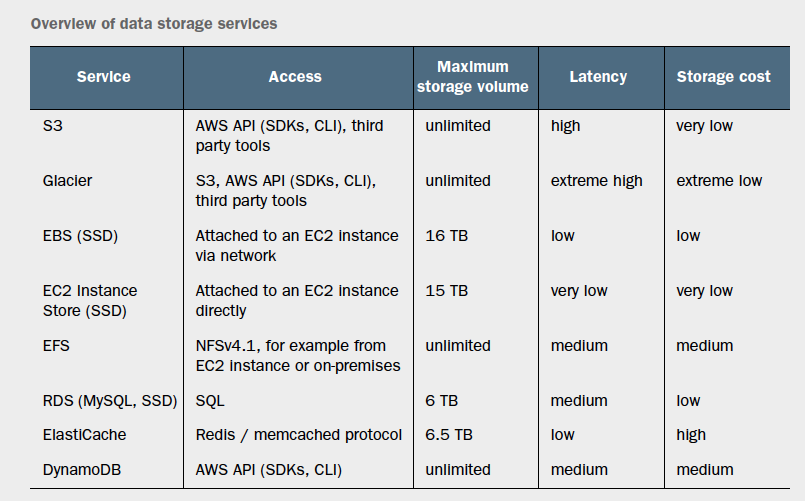 Overview of data storage services
Service Access Maximum storage volume Latency Storage cost
S3 AWS API (SDKs, CLI), third unlimited high very low
party tools
Glacier S3, AWS API (SDKs, CLI), unlimited extreme high extreme low
third party tools
EBS (SSD) Attached to an EC2 instance 16 TB low low
via network
EC2 Instance Attached to an EC2 instance 15 TB very low very low
Store (SSD) directly
EFS NFSv4.1, for example from unlimited medium medium
EC2 instance or on-premises
RDS (MySQL, SSD) SQL 6 TB medium low
ElastiCache Redis / memcached protocol 6.5 TB low high
DynamoDB AWS API (SDKs, CLI) unlimited medium medium